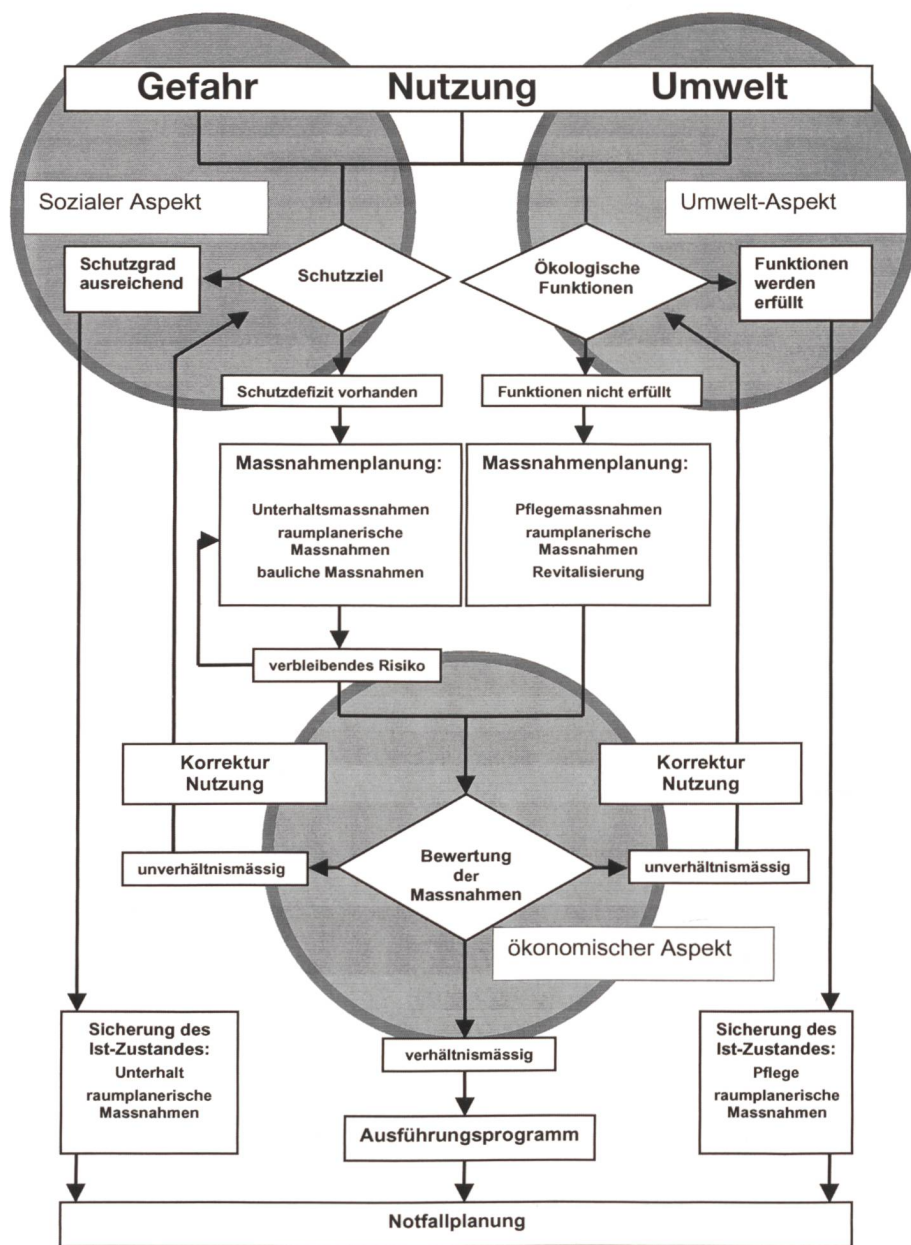 Gefahr Nutzung Umwelt
Sozialer Aspekt
Umwelt-Aspekt
Schutzgrad
ausreichend
Schutzziel
Ökologische
Funktionen
Funktionen
werden
erfüllt
Schutzdefizit vorhanden
Funktionen nicht erfüllt
Massnahmenplanung:
Unterhaltsmassnahmen
raumplanerische
Massnahmen
bauliche Massnahmen
Massnahmenplanung:
Pflegemassnahmen
raumplanerische
Massnahmen
Revitalisierung
verbleibendes Risiko
Korrektur
Nutzung
Korrektur
Nutzung
unverhältnismässig
Bewertung
der
Massnahmen
unverhältnismässig
ökonomischer Aspekt
Sicherung des
Ist-Zustandes:
Unterhalt
raumplanerische
Massnahmen
verhältnismässig
Ausführungsprogramm
Sicherung des
Ist-Zustandes:
Pflege
raumplanerische
Massnahmen
Notfallplanung